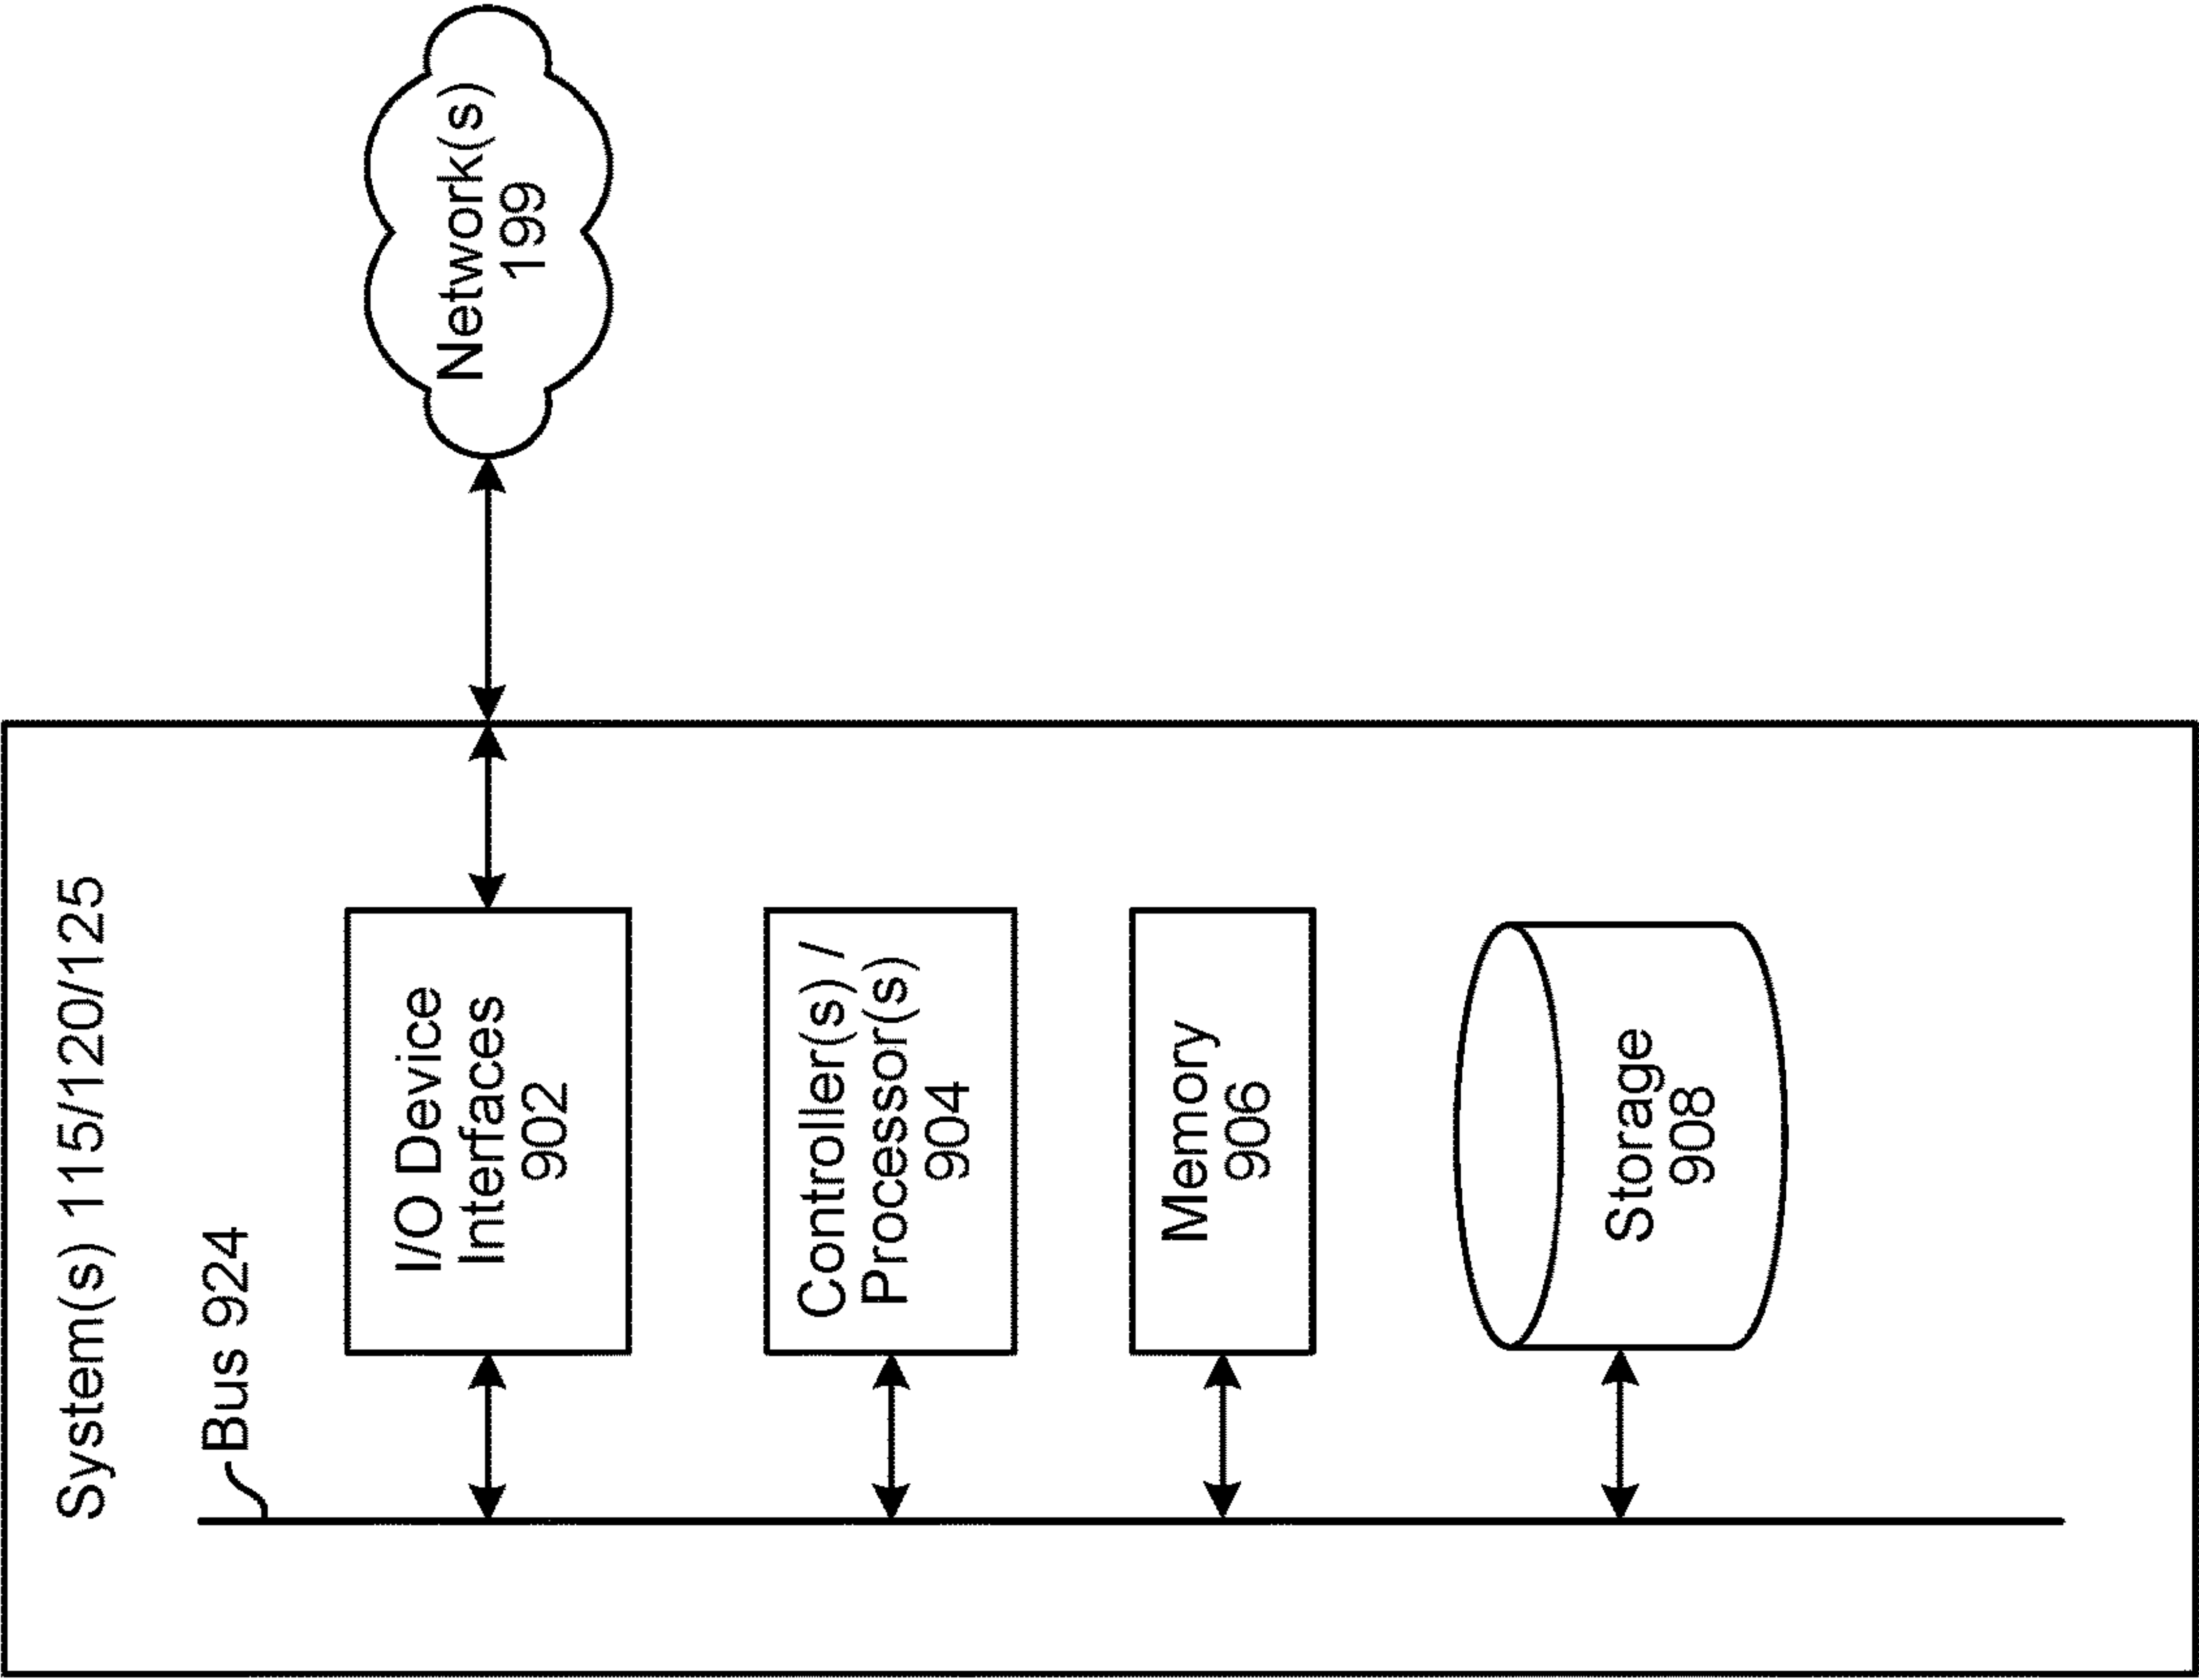 System(s) 115/120/125
Bus 924
I/O Device
Interfaces
902
Network(s)
199
Controller(s) /
Processor(s)
904
Memory
906
Storage
908